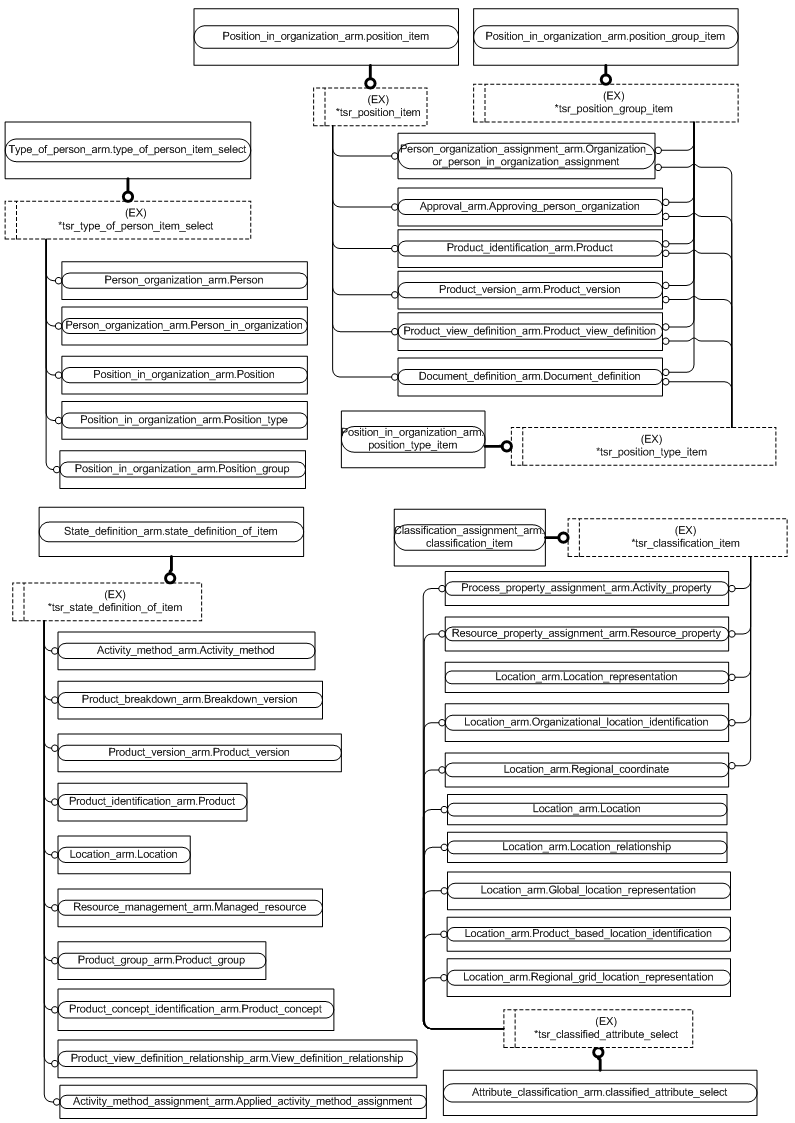 Position_in_organization_arm.position_item
Position_in_organization_arm.position_group_item
(EX)
*tsr_position_item
(EX)
*tsr_position_group_item
Type_of_person_arm.type_of_person_item_select
(EX)
*tsr_type_of_person_item_select
Person_organization_assignment_arm.Organization_
or_person_in_organization_assignment
Approval_arm.Approving_person_organization
Product_identification_arm.Product
Product_version_arm.Product_version
Product_view_definition_arm.Product_view_definition
Document_definition_arm.Document_definition
Person_organization_arm.Person
Person_organization_arm.Person_in_organization
Position_in_organization_arm.Position
Position_in_organization_arm.Position_type
Position_in_organization_arm.Position_group
Position_in_organization_arm.
position_type_item
(EX)
*tsr_position_type_item
State_definition_arm.state_definition_of_item
(EX)
*tsr_state_definition_of_item
Activity_method_arm.Activity_method
Product_breakdown_arm.Breakdown_version
Product_version_arm.Product_version
Product_identification_arm.Product
Location_arm.Location
Resource_management_arm.Managed_resource
Product_group_arm.Product_group
Product_concept_identification_arm.Product_concept
Product_view_definition_relationship_arm.View_definition_relationship
Activity_method_assignment_arm.Applied_activity_method_assignment
Classification_assignment_arm.
classification_item
(EX)
*tsr_classification_item
Process_property_assignment_arm.Activity_property
Resource_property_assignment_arm.Resource_property
Location_arm.Location_representation
Location_arm.Organizational_location_identification
Location_arm.Regional_coordinate
Location_arm.Location
Location_arm.Location_relationship
Location_arm.Global_location_representation
Location_arm.Product_based_location_identification
Location_arm.Regional_grid_location_representation
(EX)
*tsr_classified_attribute_select
Attribute_classification_arm.classified_attribute_select